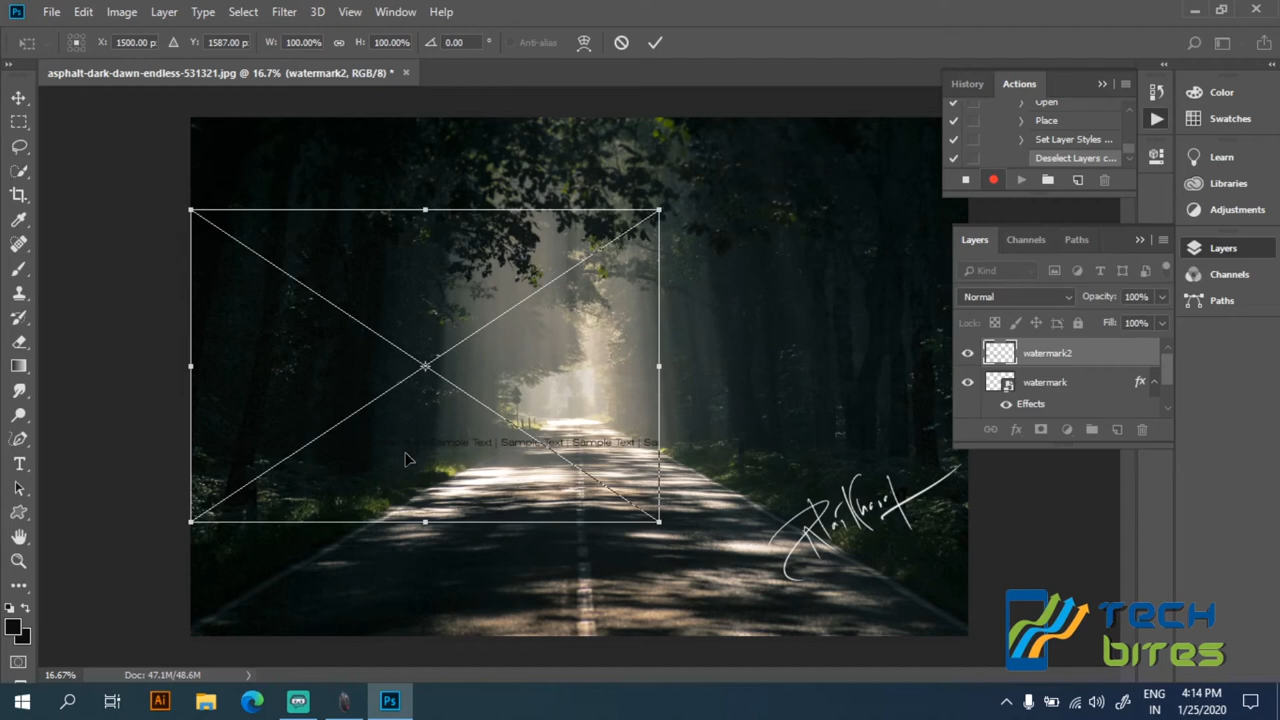 File Edit Image Layer Type Select Filter 3D View Window Help
X: 1500.00 p Y: 1587.00 p W: 100.00% H: 100.00% 0.00 ° Anti-alias
asphalt-dark-dawn-endless-531321.jpg @ 16.7% (watermark2, RGB/8) *
History Actions
Open
Place
Set Layer Styles ...
Deselect Layers c...
Color
Swatches
Learn
Libraries
Adjustments
Layers
Channels
Paths
Layers Channels Paths
Kind
Normal Opacity: 100%
Lock: Fill: 100%
watermark2
watermark fx
Effects
Sample Text | Sample Text | Sample Text | Sa
TECH
BITES
16.67% Doc: 47.1M/48.6M
Ai Ps
ENG
IN
4:14 PM
1/25/2020